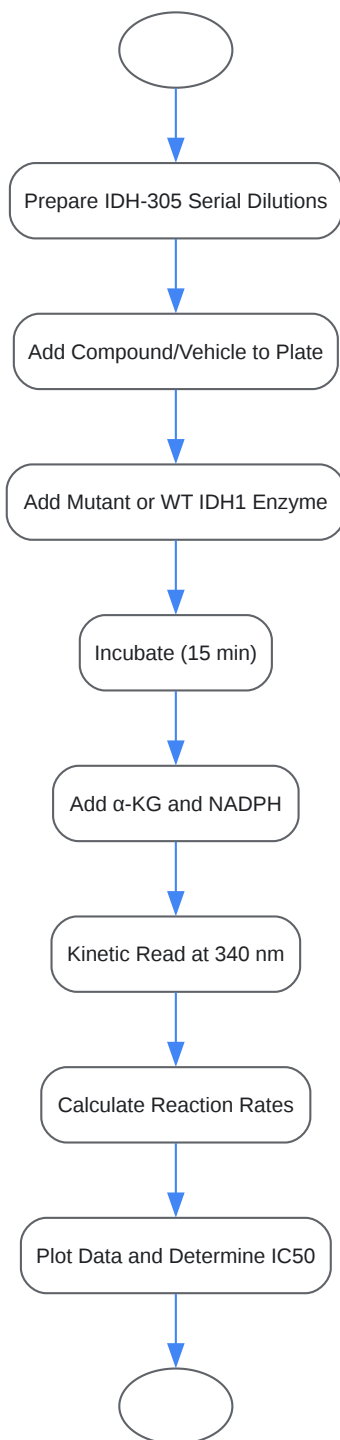 Prepare IDH-305 Serial Dilutions
Add Compound/Vehicle to Plate
Add Mutant or WT IDH1 Enzyme
Incubate (15 min)
Add α-KG and NADPH
Kinetic Read at 340 nm
Calculate Reaction Rates
Plot Data and Determine IC50